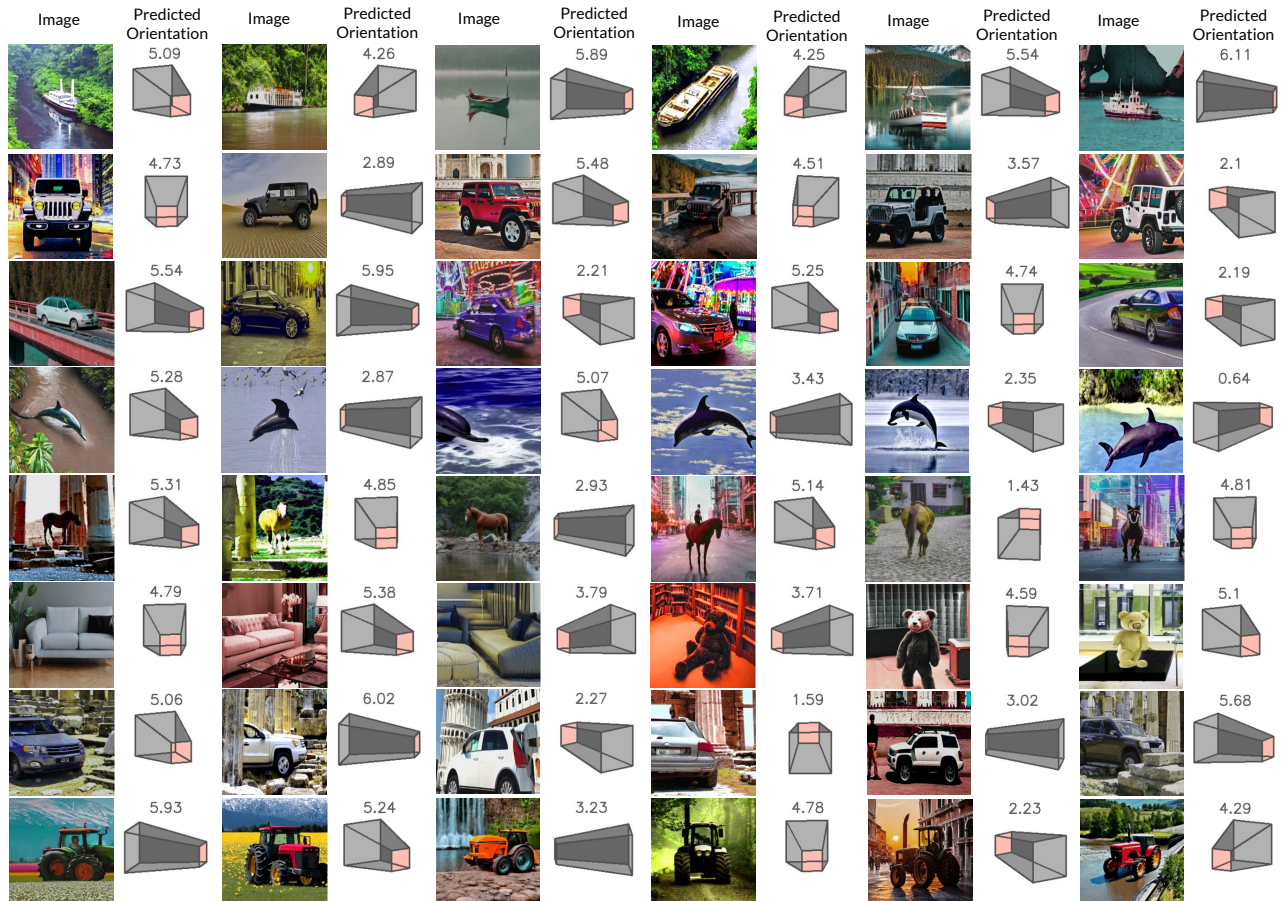 Image Predicted Orientation Image Predicted Orientation Image Predicted Orientation Image Predicted Orientation Image Predicted Orientation Image Predicted Orientation
5.09 4.26 5.89 4.25 5.54 6.11
4.73 2.89 5.48 4.51 3.57 2.1
5.54 5.95 2.21 5.25 4.74 2.19
5.28 2.87 5.07 3.43 2.35 0.64
5.31 4.85 2.93 5.14 1.43 4.81
4.79 5.38 3.79 3.71 4.59 5.1
5.06 6.02 2.27 1.59 3.02 5.68
5.93 5.24 3.23 4.78 2.23 4.29